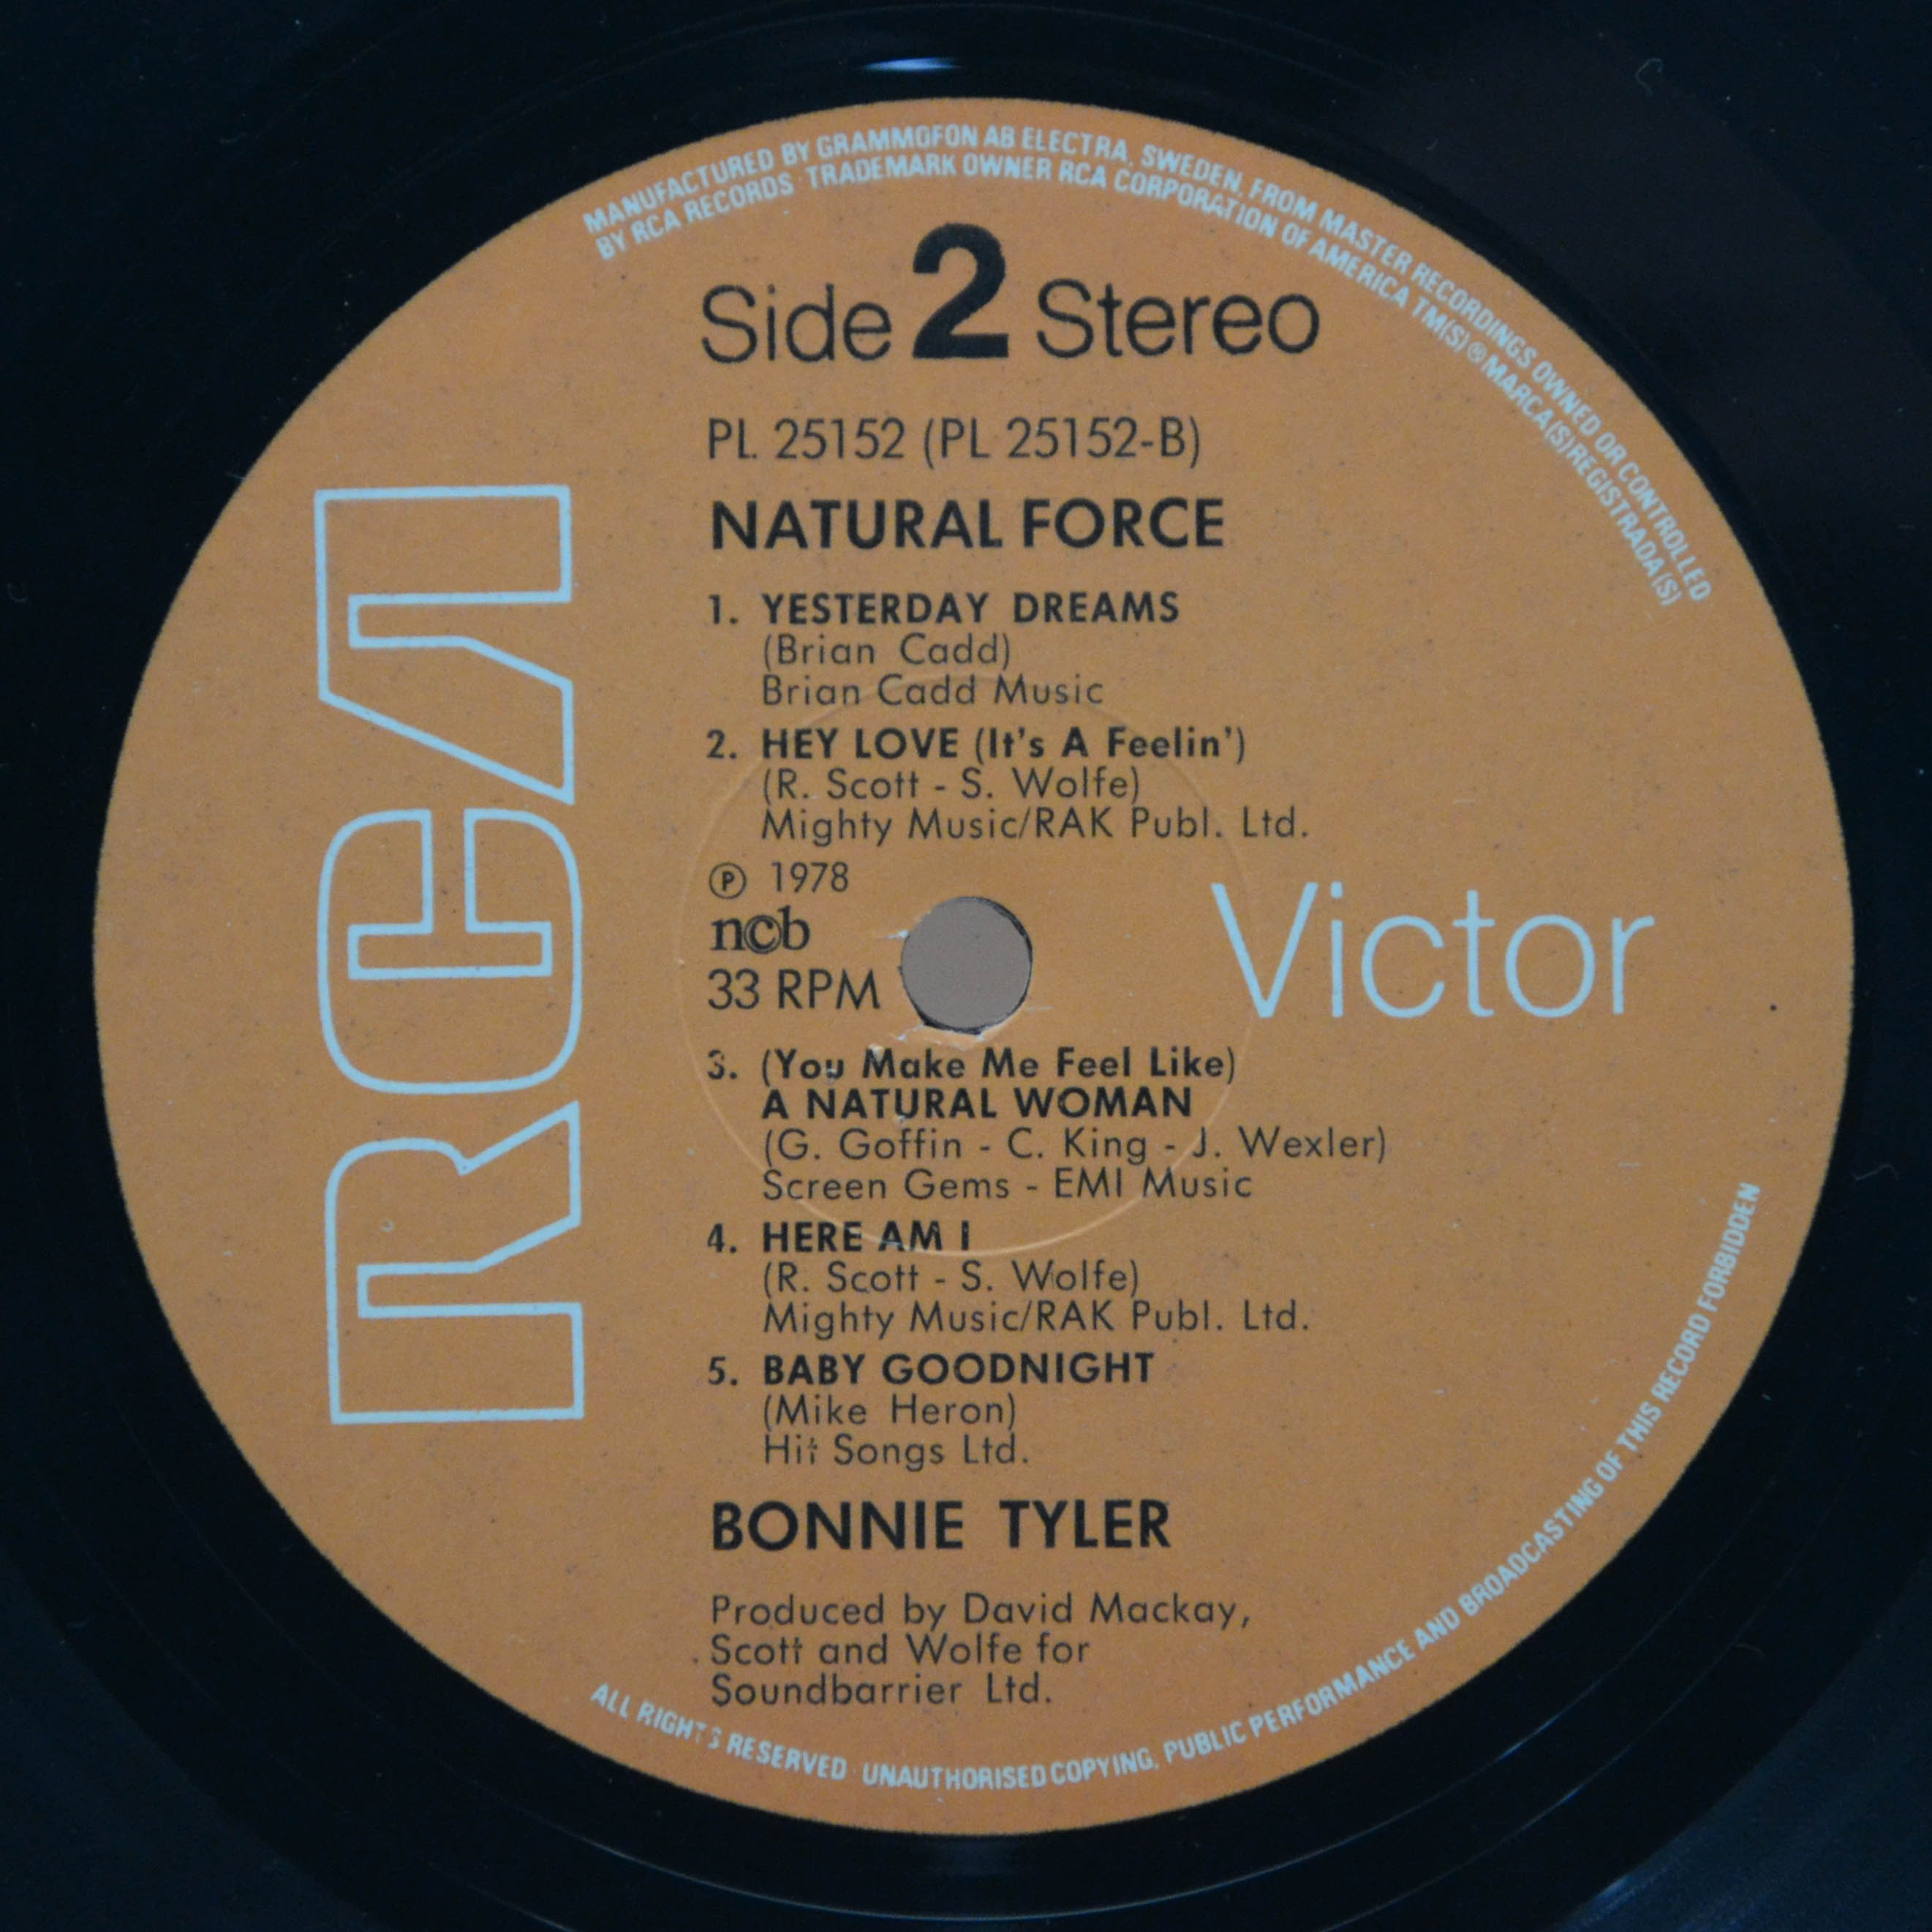 MANUFACTURED BY GRAMMOFON AB ELECTRA, SWEDEN, FROM MASTER RECORDINGS OWNED OR CONTROLLED
BY RCA RECORDS · TRADEMARK OWNER RCA CORPORATION OF AMERICA TM(S) ® MARCA(S) REGISTRADA(S)
Side 2 Stereo
PL 25152 (PL 25152-B)
NATURAL FORCE
1. YESTERDAY DREAMS
(Brian Cadd)
Brian Cadd Music
2. HEY LOVE (It's A Feelin')
(R. Scott - S. Wolfe)
Mighty Music/RAK Publ. Ltd.
℗ 1978
ncb
33 RPM
RCA
Victor
3. (You Make Me Feel Like)
A NATURAL WOMAN
(G. Goffin - C. King - J. Wexler)
Screen Gems - EMI Music
4. HERE AM I
(R. Scott - S. Wolfe)
Mighty Music/RAK Publ. Ltd.
5. BABY GOODNIGHT
(Mike Heron)
Hit Songs Ltd.
BONNIE TYLER
Produced by David Mackay,
Scott and Wolfe for
Soundbarrier Ltd.
ALL RIGHTS RESERVED · UNAUTHORISED COPYING, PUBLIC PERFORMANCE AND BROADCASTING OF THIS RECORD FORBIDDEN